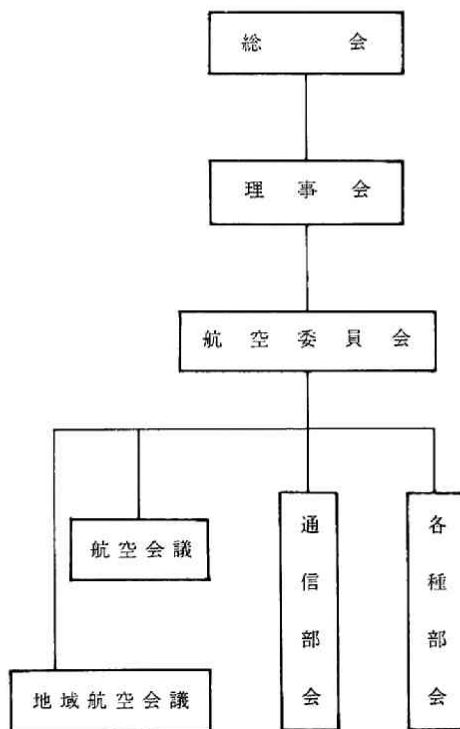 総会
理事会
航空委員会
航空会議
通信部会
各種部会
地域航空会議